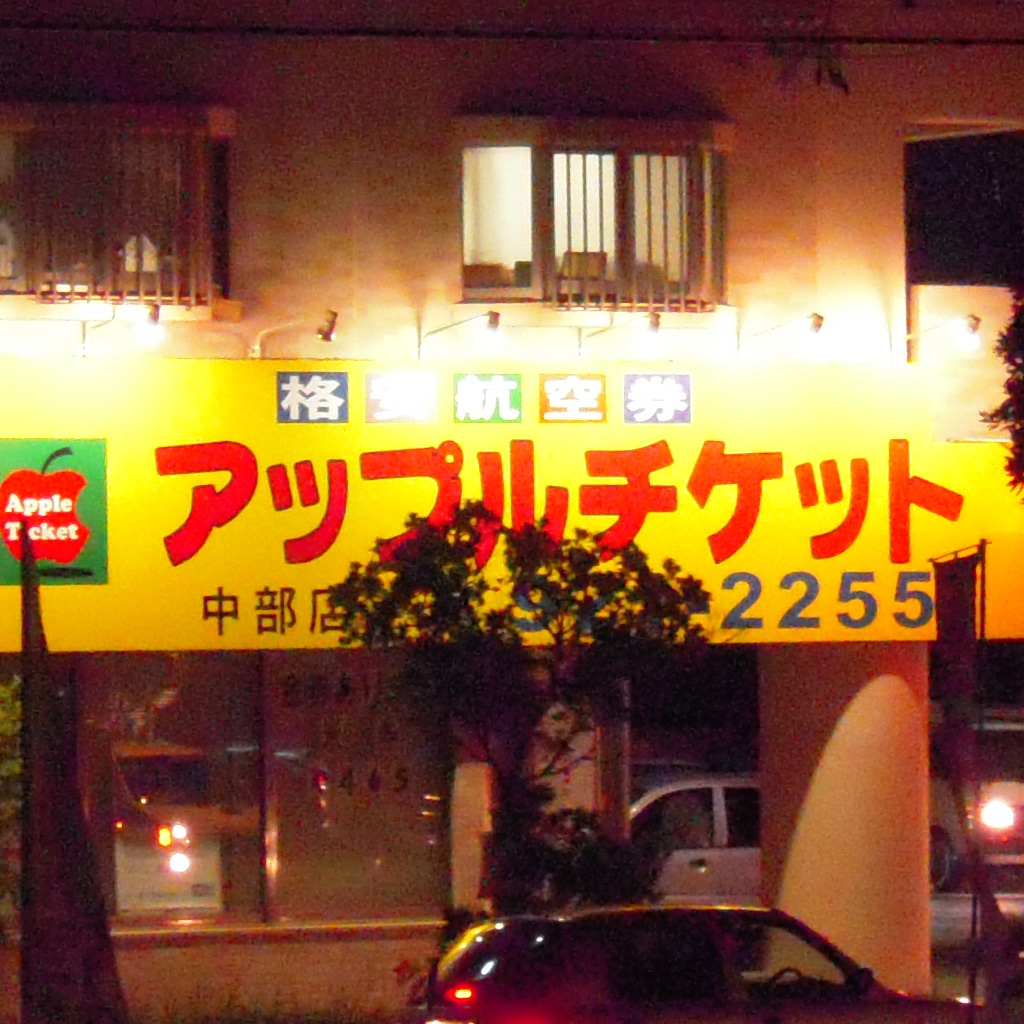 格安航空券
アップルチケット
Apple
Ticket
中部店
-2255